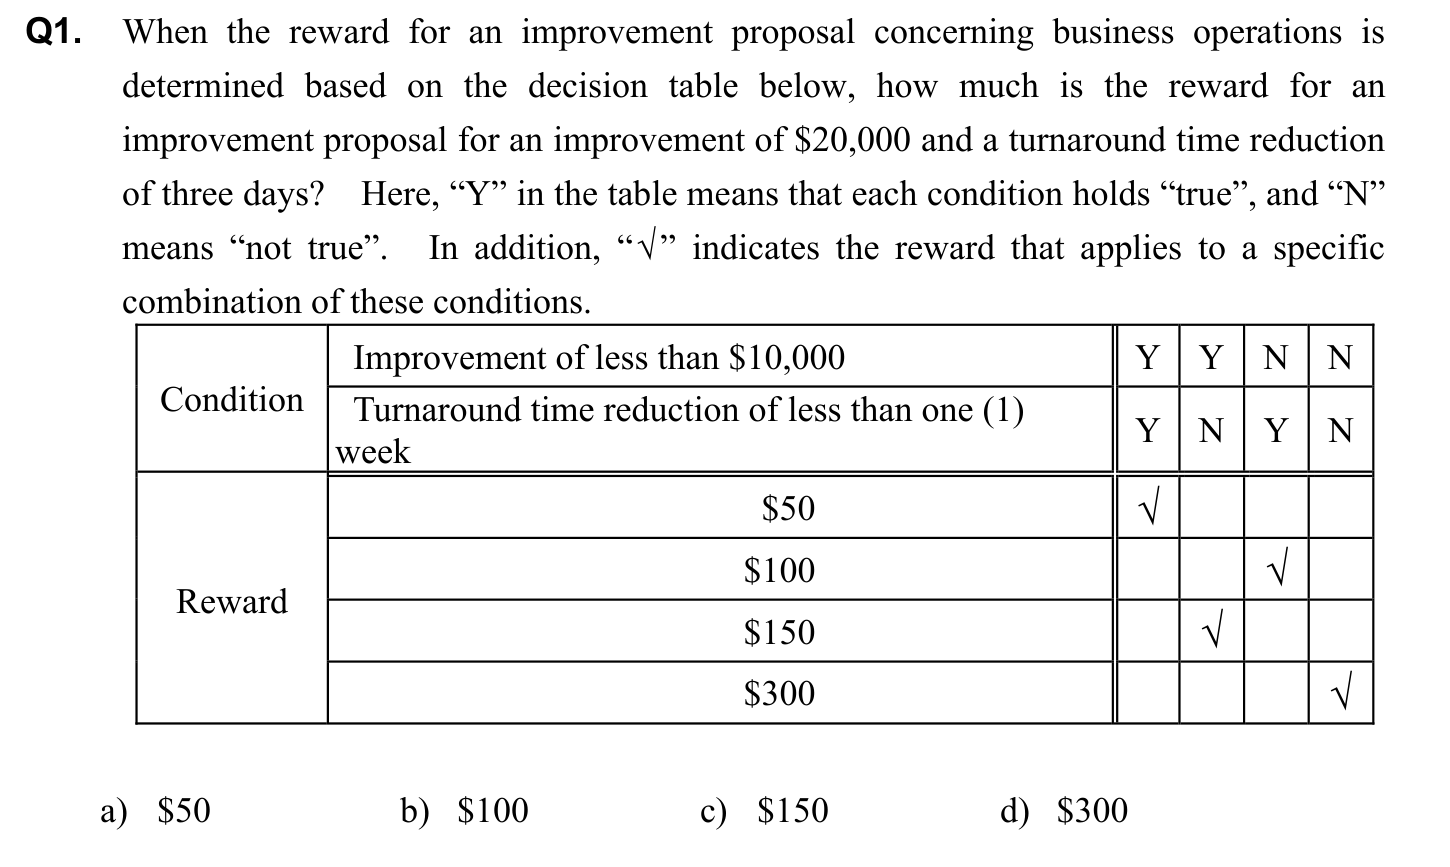 Q1. When the reward for an improvement proposal concerning business operations is
determined based on the decision table below, how much is the reward for an
improvement proposal for an improvement of $20,000 and a turnaround time reduction
of three days? Here, “Y” in the table means that each condition holds “true”, and “N”
means “not true”. In addition, “√” indicates the reward that applies to a specific
combination of these conditions.
Condition
Improvement of less than $10,000 Y Y N N
Turnaround time reduction of less than one (1)
week Y N Y N
Reward
$50 √
$100 √
$150 √
$300 √
a) $50 b) $100 c) $150 d) $300